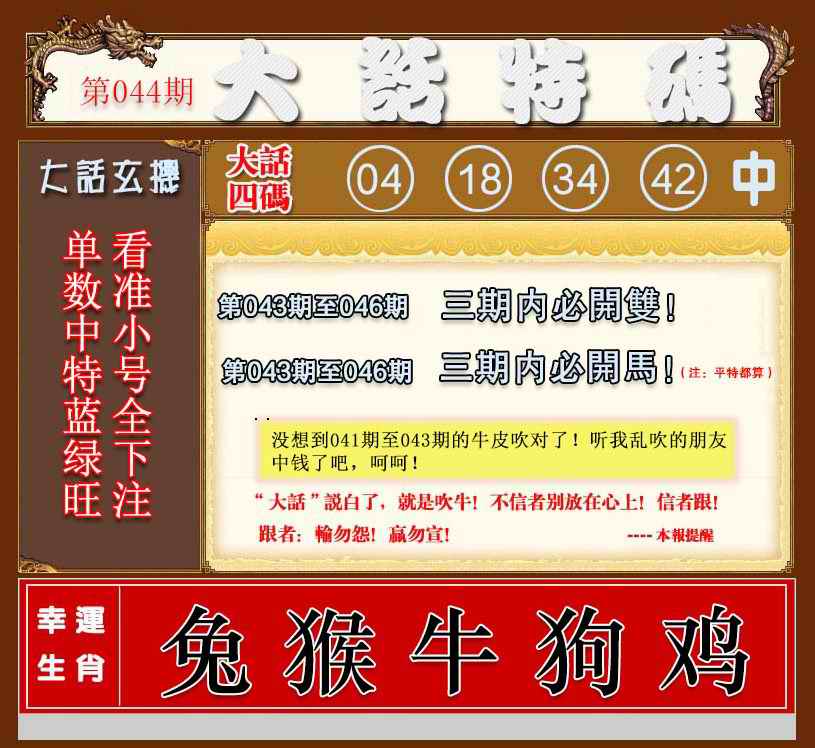 第044期
大話特碼
大話玄機
看准小号全下注
单数中特蓝绿旺
大話
四碼
04 18 34 42 中
第043期至046期 三期内必開雙！
第043期至046期 三期内必開馬！（注：平特都算）
没想到041期至043期的牛皮吹对了！听我乱吹的朋友
中钱了吧，呵呵！
“大話”説白了，就是吹牛！不信者别放在心上！信者跟！
跟者：輸勿怨！嬴勿宣！ ----本報提醒
幸運
生肖
兔 猴 牛 狗 鸡